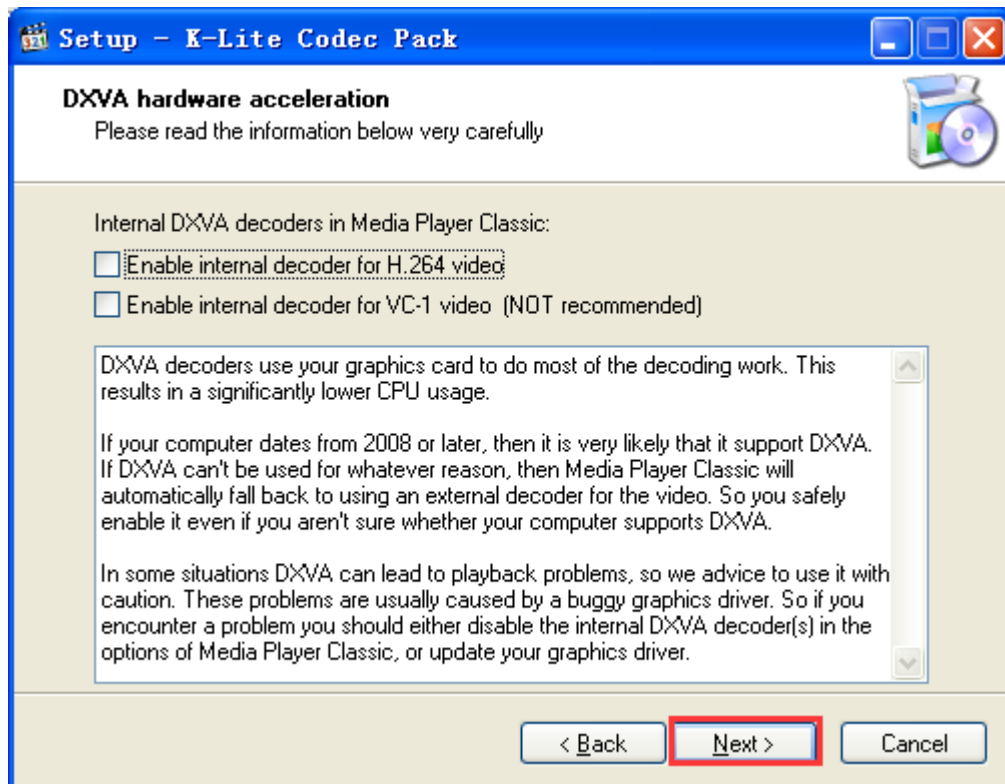 Setup - K-Lite Codec Pack
DXVA hardware acceleration
Please read the information below very carefully
Internal DXVA decoders in Media Player Classic:
Enable internal decoder for H.264 video
Enable internal decoder for VC-1 video (NOT recommended)
DXVA decoders use your graphics card to do most of the decoding work. This
results in a significantly lower CPU usage.
If your computer dates from 2008 or later, then it is very likely that it support DXVA.
If DXVA can't be used for whatever reason, then Media Player Classic will
automatically fall back to using an external decoder for the video. So you safely
enable it even if you aren't sure whether your computer supports DXVA.
In some situations DXVA can lead to playback problems, so we advice to use it with
caution. These problems are usually caused by a buggy graphics driver. So if you
encounter a problem you should either disable the internal DXVA decoder(s) in the
options of Media Player Classic, or update your graphics driver.
< Back
Next >
Cancel